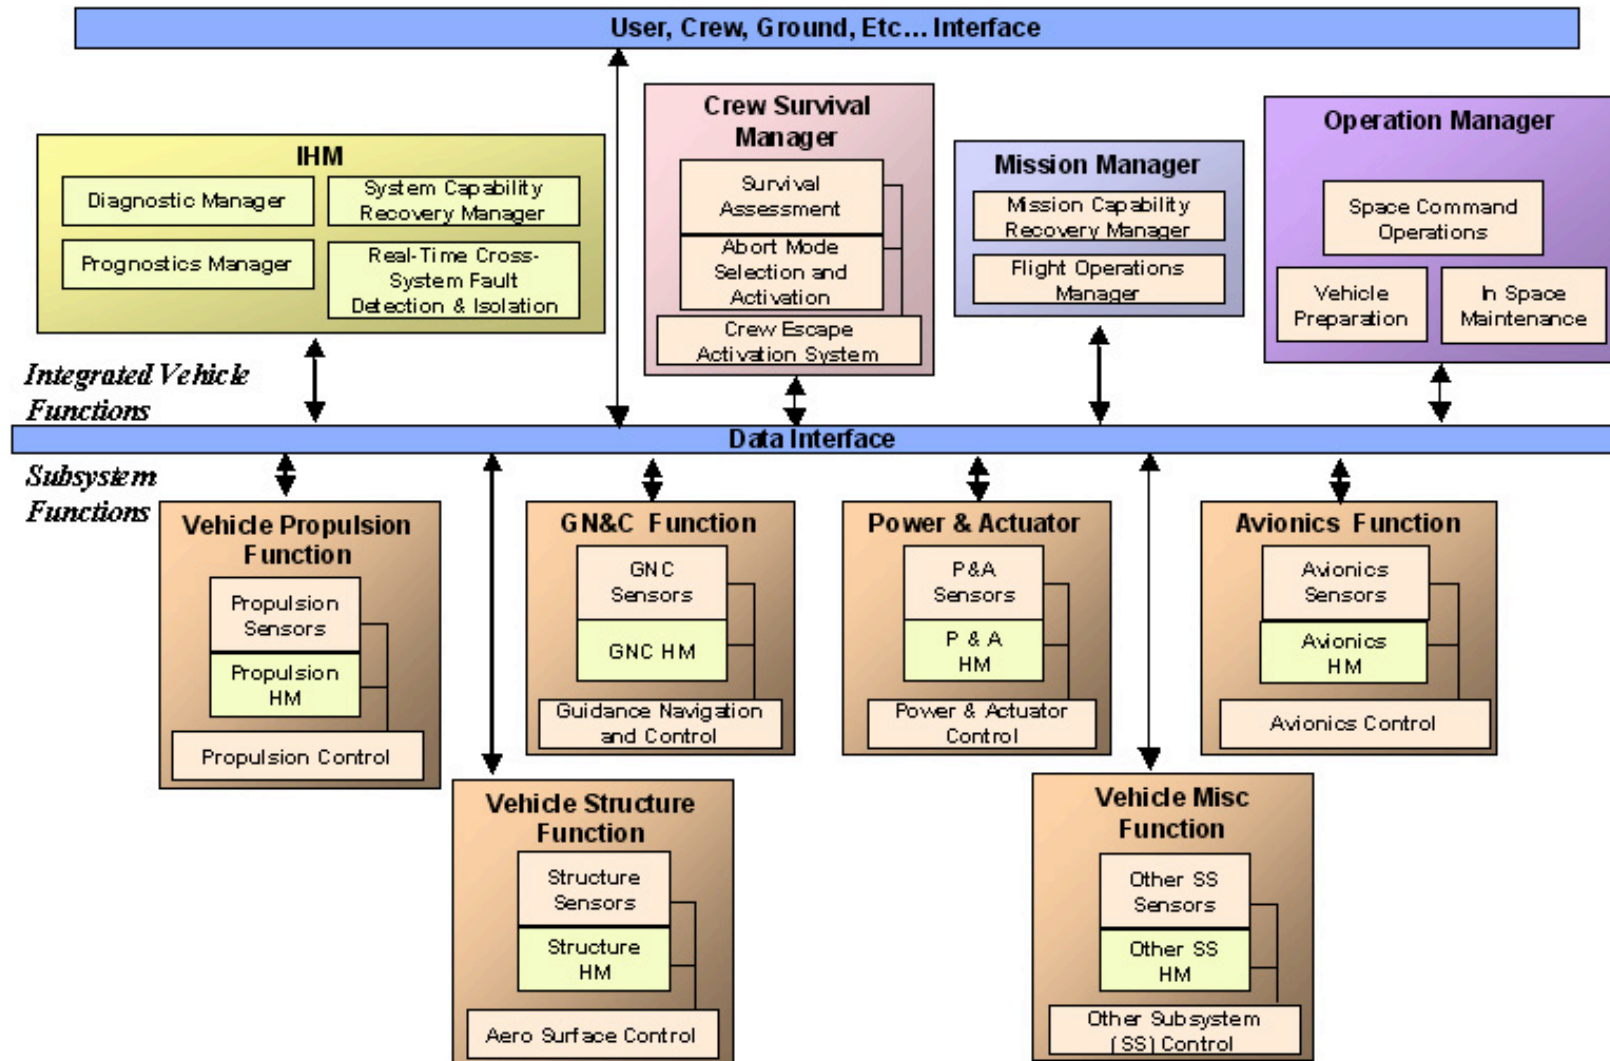 User, Crew, Ground, Etc... Interface
IHM
Diagnostic Manager
System Capability
Recovery Manager
Prognostics Manager
Real-Time Cross-
System Fault
Detection & Isolation
Crew Survival
Manager
Survival
Assessment
Abort Mode
Selection and
Activation
Crew Escape
Activation System
Mission Manager
Mission Capability
Recovery Manager
Flight Operations
Manager
Operation Manager
Space Command
Operations
Vehicle
Preparation
In Space
Maintenance
Integrated Vehicle
Functions
Data Interface
Subsystem
Functions
Vehicle Propulsion
Function
Propulsion
Sensors
Propulsion
HM
Propulsion Control
GN&C Function
GNC
Sensors
GNC HM
Guidance Navigation
and Control
Power & Actuator
P&A
Sensors
P & A
HM
Power & Actuator
Control
Avionics Function
Avionics
Sensors
Avionics
HM
Avionics Control
Vehicle Structure
Function
Structure
Sensors
Structure
HM
Aero Surface Control
Vehicle Misc
Function
Other SS
Sensors
Other SS
HM
Other Subsystem
(SS) Control